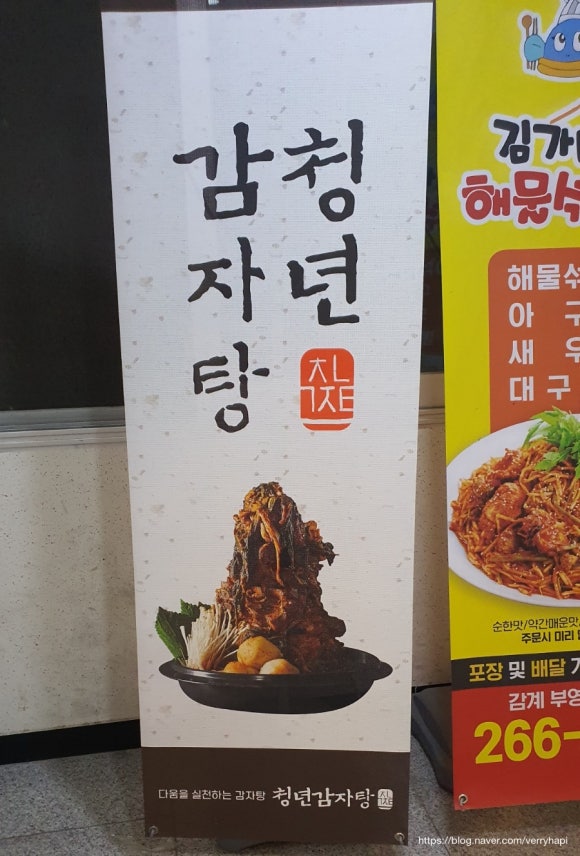 청년
감자탕
다움을 실천하는 감자탕 청년감자탕
해물
아
새
대구
순한맛/약간매운맛
주문시 미리
포장 및 배달
감계 부영
266-
https://blog.naver.com/verryhapi